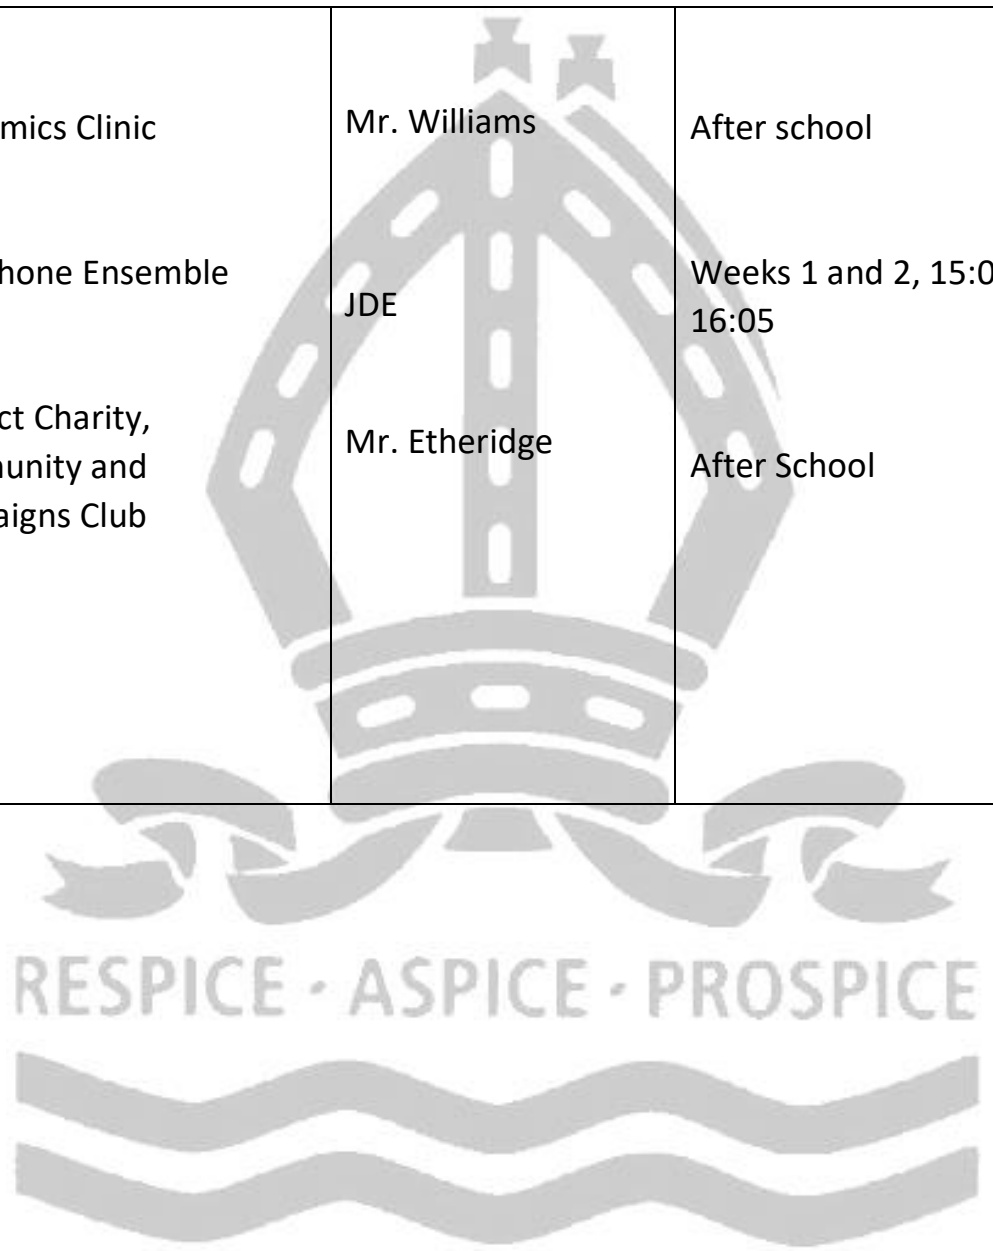 mics Clinic
Mr. Williams
After school
hone Ensemble
JDE
Weeks 1 and 2, 15:0
16:05
ct Charity,
unity and
aigns Club
Mr. Etheridge
After School
RESPICE · ASPICE · PROSPICE